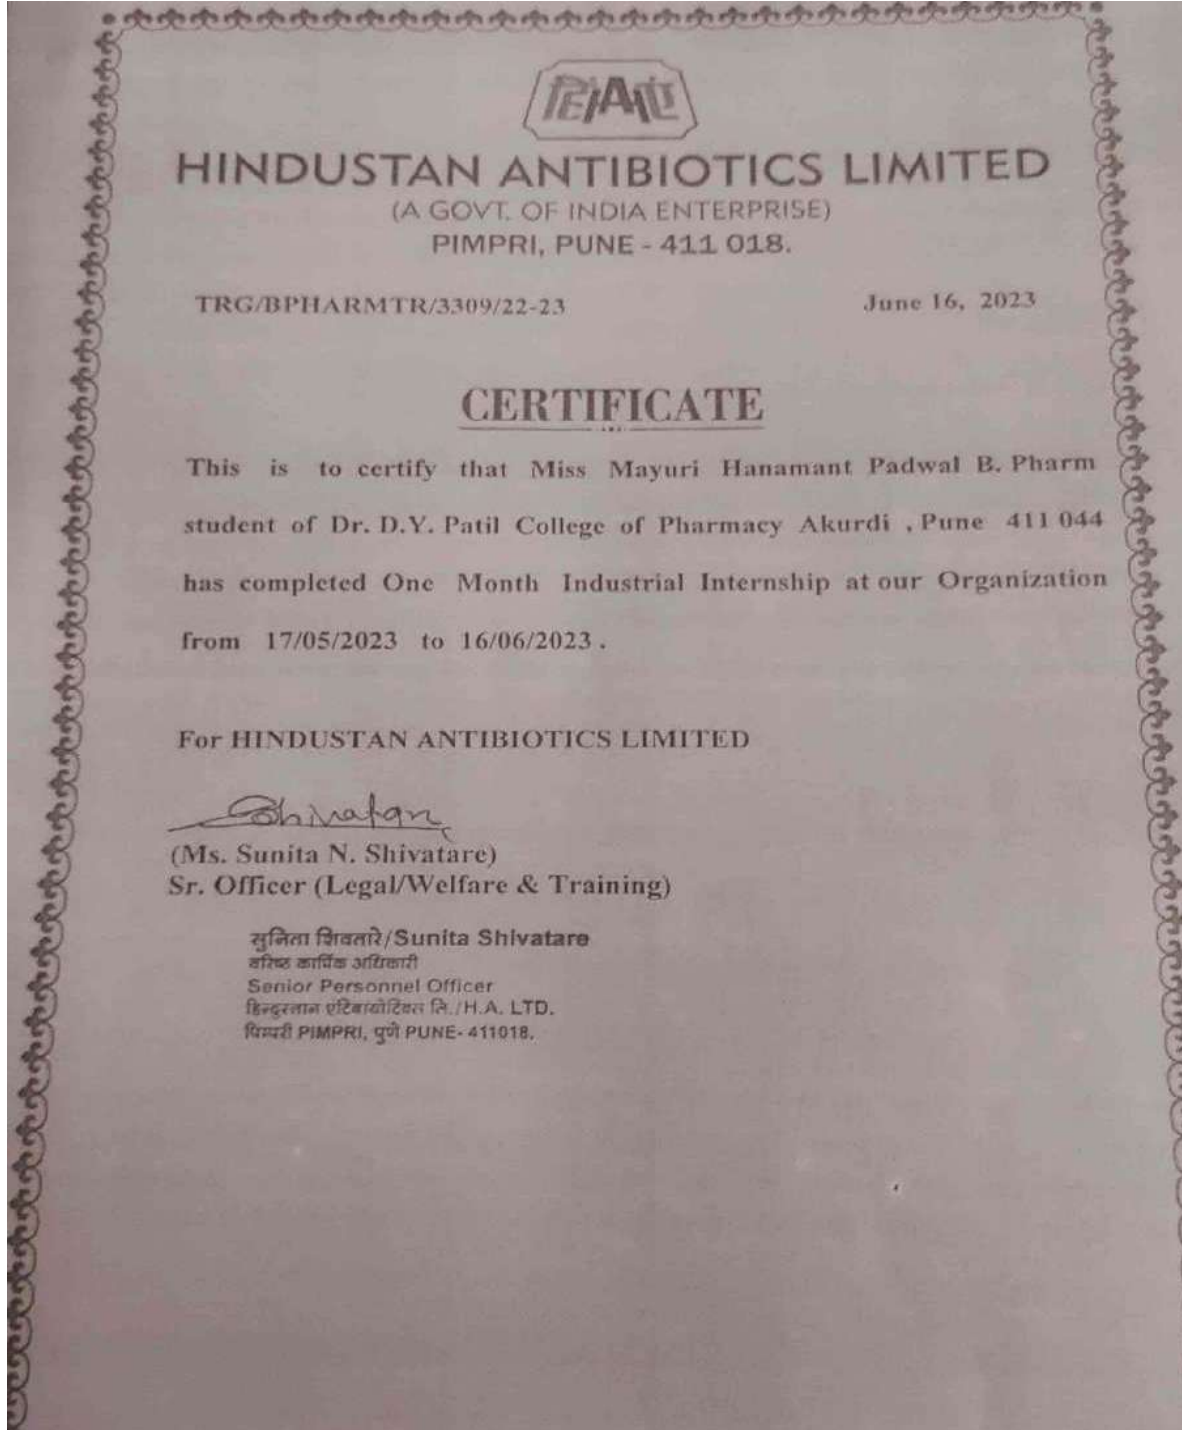 HINDUSTAN ANTIBIOTICS LIMITED
(A GOVT. OF INDIA ENTERPRISE)
PIMPRI, PUNE - 411 018.
TRG/BPHARMTR/3309/22-23 June 16, 2023
CERTIFICATE
This is to certify that Miss Mayuri Hanamant Padwal B. Pharm
student of Dr. D.Y. Patil College of Pharmacy Akurdi , Pune 411 044
has completed One Month Industrial Internship at our Organization
from 17/05/2023 to 16/06/2023 .
For HINDUSTAN ANTIBIOTICS LIMITED
(Ms. Sunita N. Shivatare)
Sr. Officer (Legal/Welfare & Training)
सुनिता शिवतारे/Sunita Shivatare
वरिष्ठ कार्मिक अधिकारी
Senior Personnel Officer
हिन्दुस्तान एंटिबायोटिक्स लि./H.A. LTD.
पिम्परी PIMPRI, पुणे PUNE- 411018.